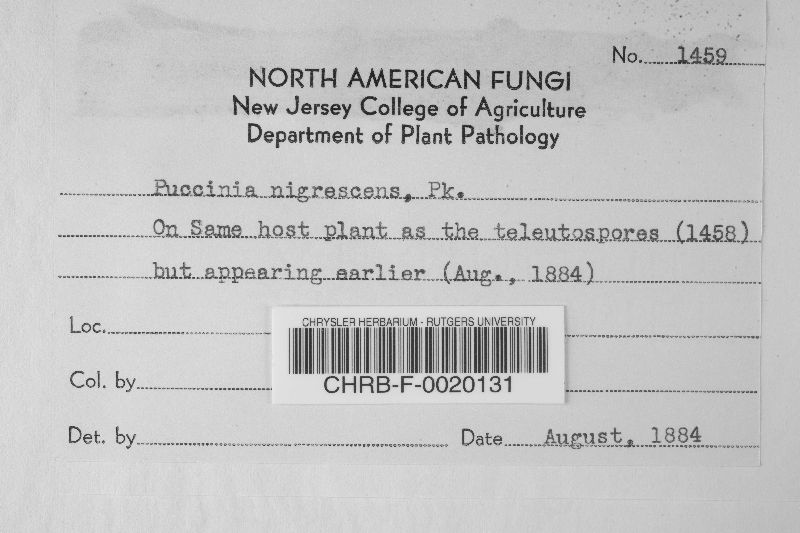 No. 1459
NORTH AMERICAN FUNGI
New Jersey College of Agriculture
Department of Plant Pathology
Puccinia nigrescens, Pk.
On Same host plant as the teleutospores (1458)
but appearing earlier (Aug., 1884)
Loc.
CHRYSLER HERBARIUM - RUTGERS UNIVERSITY
CHRB-F-0020131
Col. by
Det. by
Date August, 1884